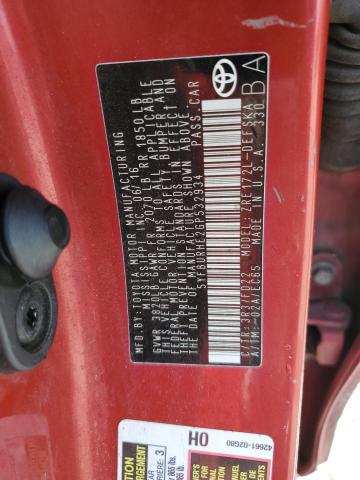 TOYOTA
MFD.BY:TOYOTA MOTOR MANUFACTURING,
MISSISSIPPI, INC. 06/16
GVWR 3820LB GAWR FR 2070LB RR 1850LB
THIS VEHICLE CONFORMS TO ALL APPLICABLE
FEDERAL MOTOR VEHICLE SAFETY, BUMPER AND
THEFT PREVENTION STANDARDS IN EFFECT ON
THE DATE OF MANUFACTURE SHOWN ABOVE.
5YFBURHE2GP532934 PASS.CAR
C/TR:3R3/FD22 MODEL:ZRE172L-DEFSKA
A/TM:-02A/EC65 MADE IN U.S.A. 330 BA
42661-02G80
HO